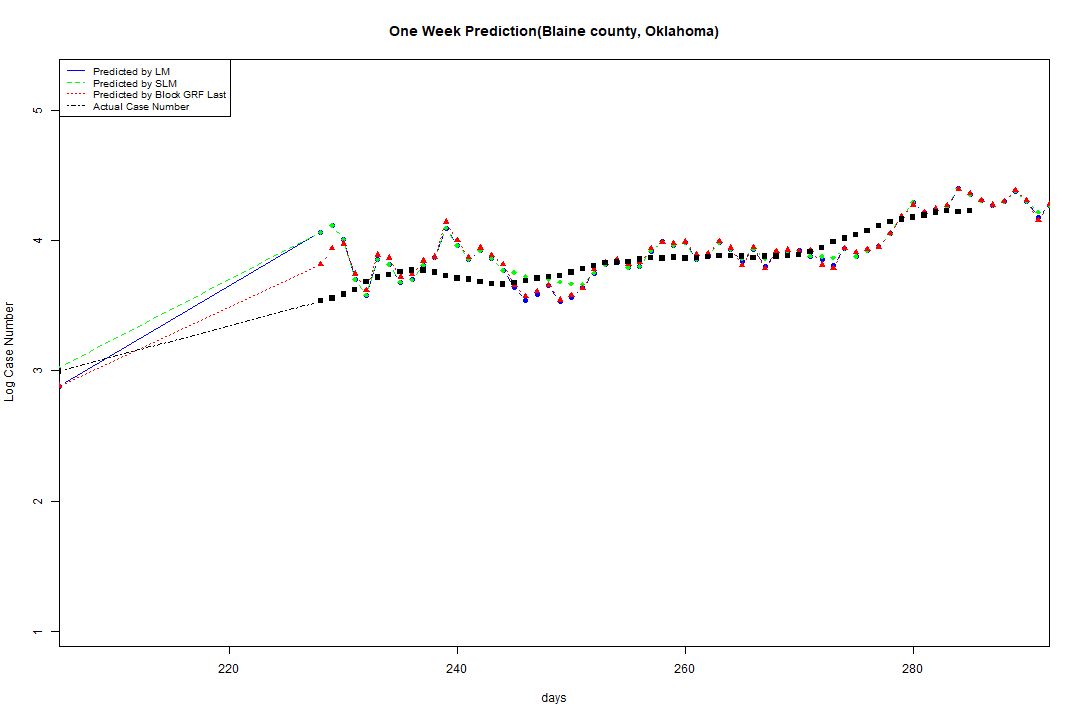 One Week Prediction(Blaine county, Oklahoma)
Predicted by LM
Predicted by SLM
Predicted by Block GRF Last
Actual Case Number
5
4
3
2
1
Log Case Number
220 240 260 280
days